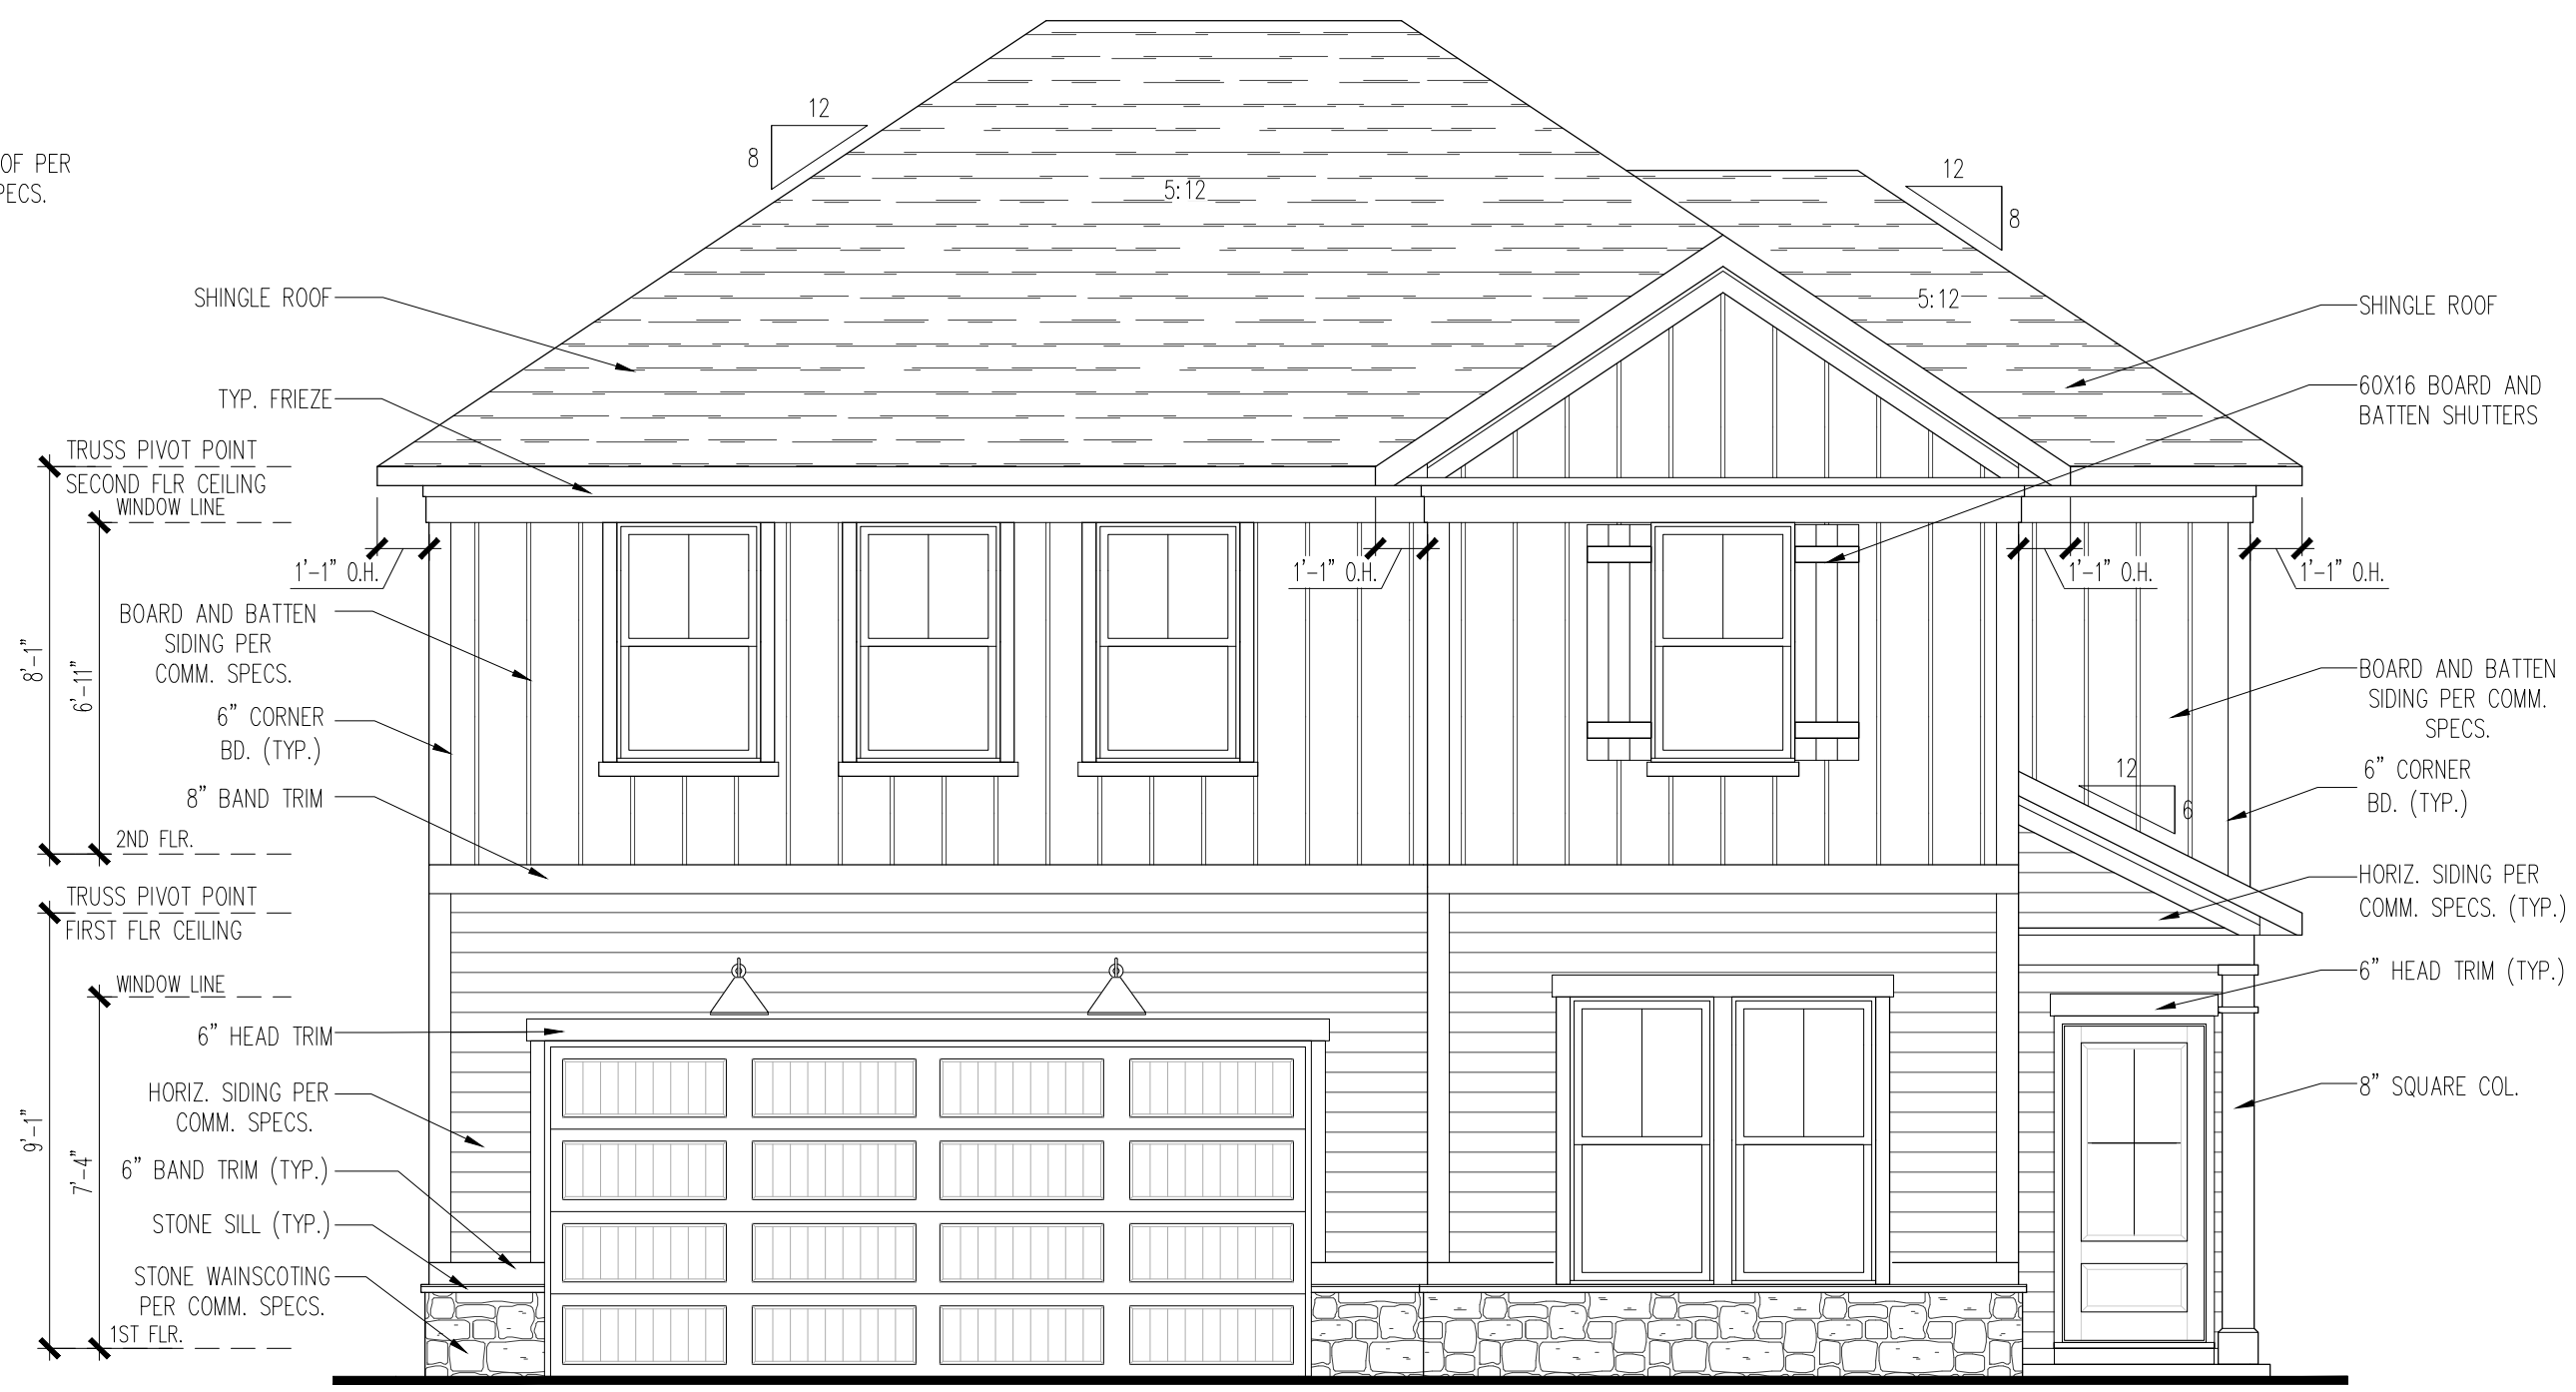 OF PER
PECS.
12
8
5:12
12
8
5:12
SHINGLE ROOF
TYP. FRIEZE
TRUSS PIVOT POINT
SECOND FLR CEILING
WINDOW LINE
1'-1" O.H.
1'-1" O.H.
1'-1" O.H.
1'-1" O.H.
8'-1"
6'-11"
BOARD AND BATTEN
SIDING PER
COMM. SPECS.
6" CORNER
BD. (TYP.)
8" BAND TRIM
2ND FLR.
TRUSS PIVOT POINT
FIRST FLR CEILING
WINDOW LINE
6" HEAD TRIM
9'-1"
7'-4"
HORIZ. SIDING PER
COMM. SPECS.
6" BAND TRIM (TYP.)
STONE SILL (TYP.)
STONE WAINSCOTING
PER COMM. SPECS.
1ST FLR.
SHINGLE ROOF
60X16 BOARD AND
BATTEN SHUTTERS
BOARD AND BATTEN
SIDING PER COMM.
SPECS.
12
6
6" CORNER
BD. (TYP.)
HORIZ. SIDING PER
COMM. SPECS. (TYP.)
6" HEAD TRIM (TYP.)
8" SQUARE COL.